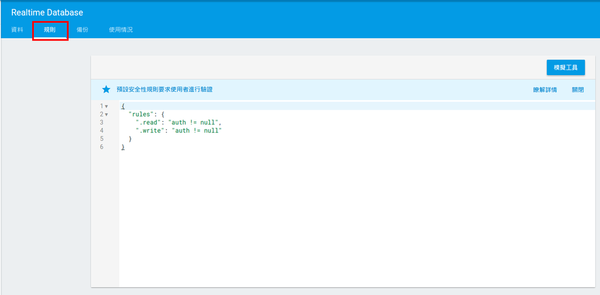 Realtime Database
資料 規則 備份 使用情況
模擬工具
預設安全性規則要求使用者進行驗證 瞭解詳情 關閉
1 {
2 "rules": {
3 ".read": "auth != null",
4 ".write": "auth != null"
5 }
6 }